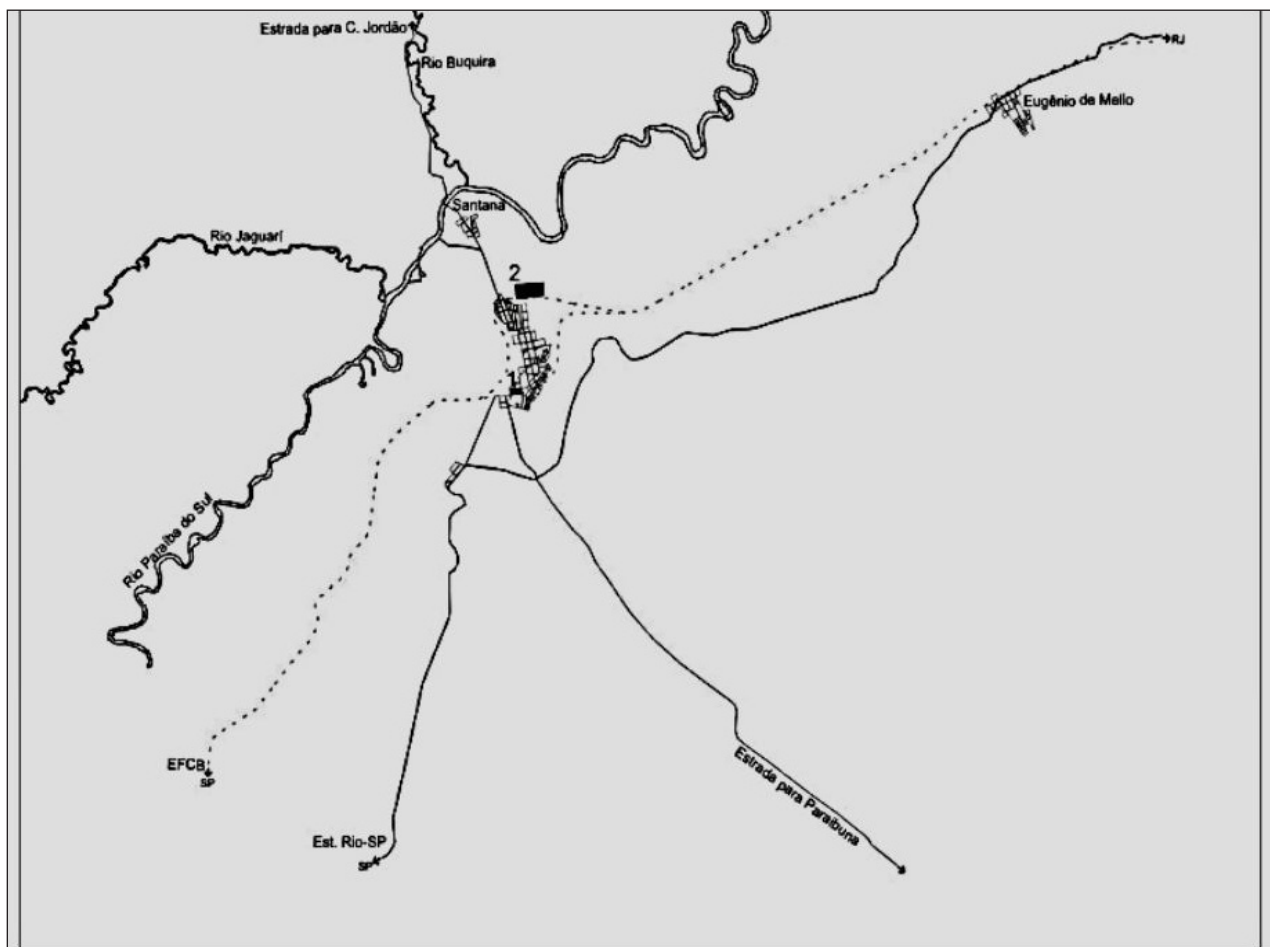 Estrada para C. Jordão
Rio Buquira
RJ
Eugênio de Mello
Santana
Rio Jaguarí
2
1
Rio Paraíba do Sul
EFCB
SP
Estrada para Paraibuna
Est. Rio-SP
SP